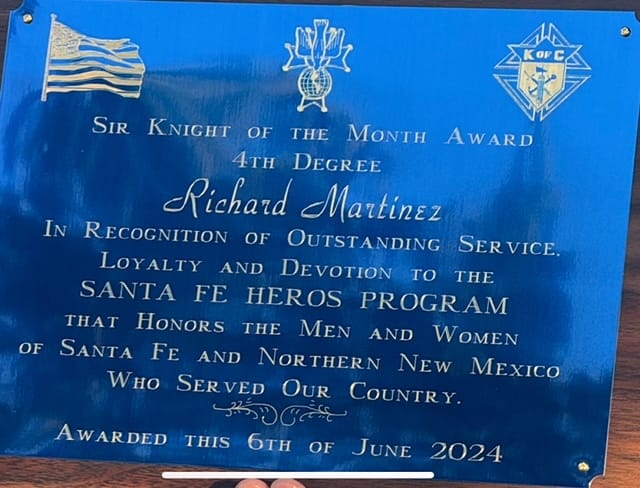 K OF C
SIR KNIGHT OF THE MONTH AWARD
4TH DEGREE
Richard Martinez
IN RECOGNITION OF OUTSTANDING SERVICE.
LOYALTY AND DEVOTION TO THE
SANTA FE HEROS PROGRAM
THAT HONORS THE MEN AND WOMEN
OF SANTA FE AND NORTHERN NEW MEXICO
WHO SERVED OUR COUNTRY.
AWARDED THIS 6TH OF JUNE 2024